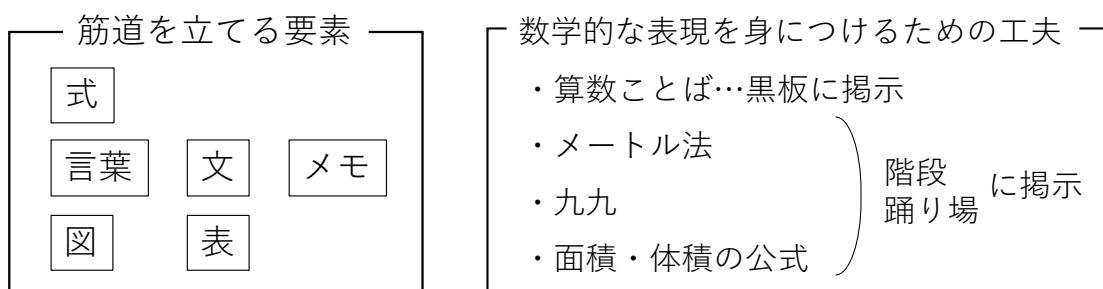 筋道を立てる要素
式
言葉 文 メモ
図 表
数学的な表現を身につけるための工夫
・算数ことば…黒板に掲示
・メートル法
・九九
・面積・体積の公式
階段
踊り場
に掲示